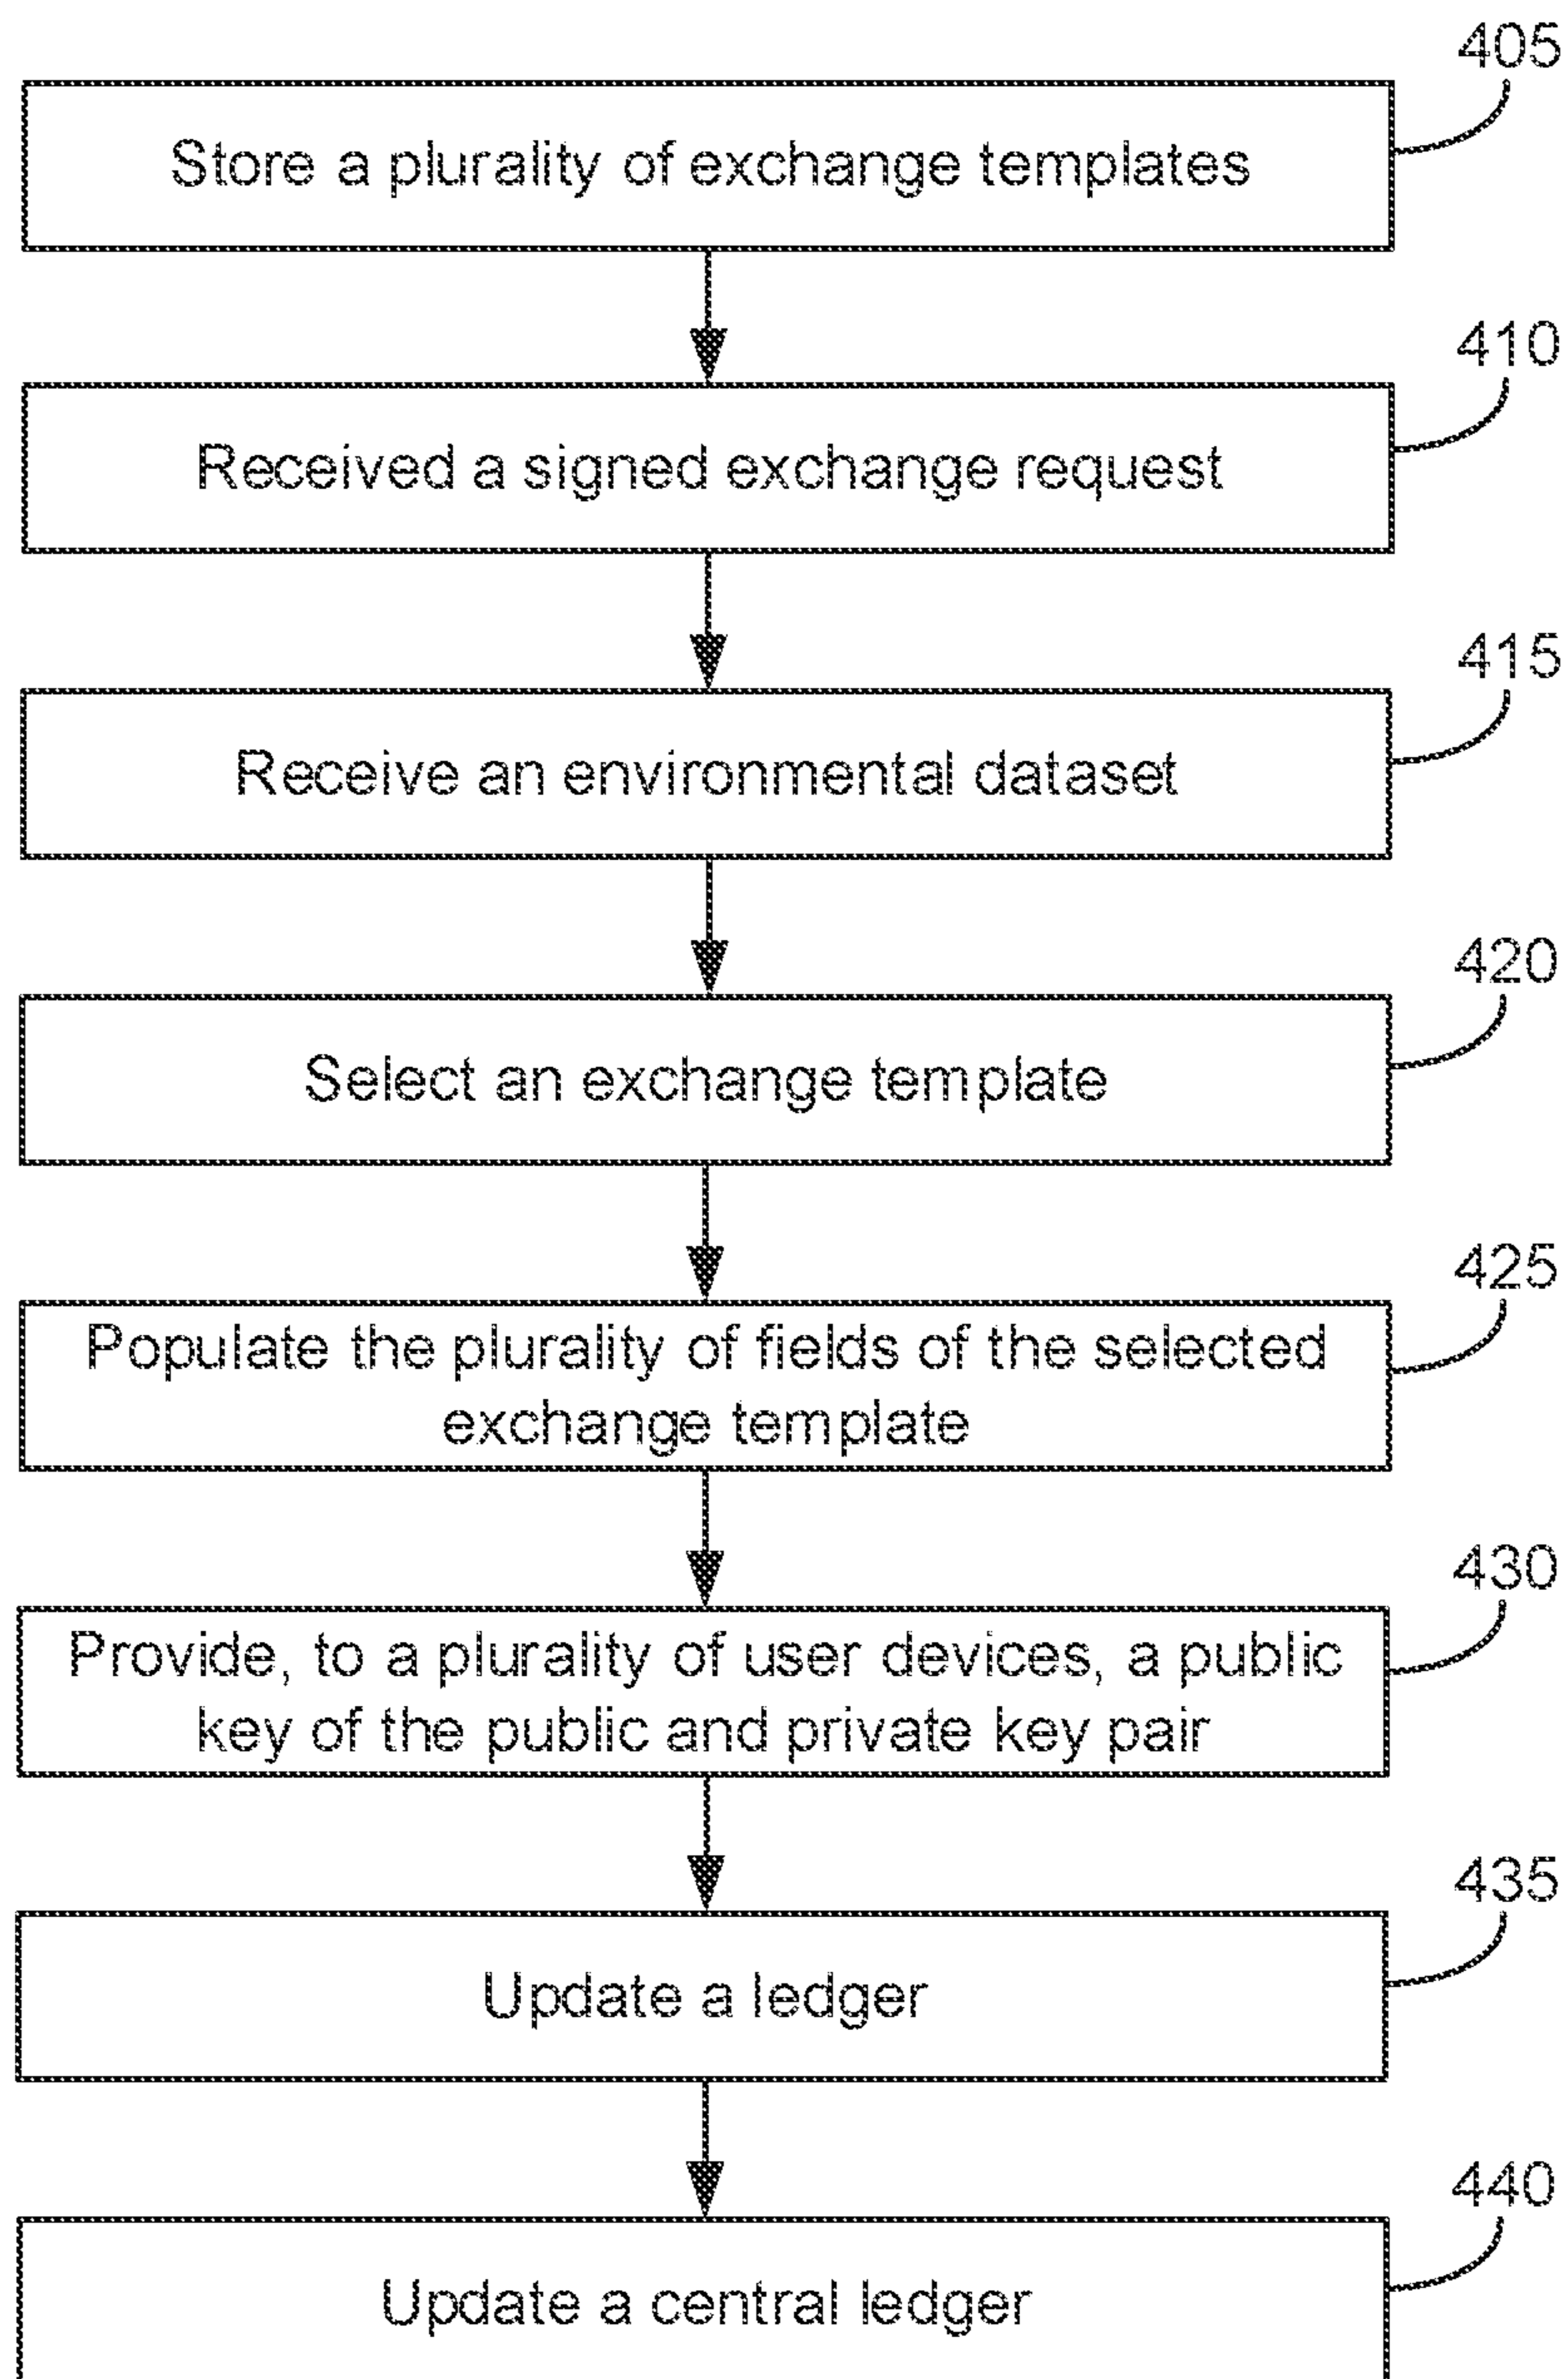 405
Store a plurality of exchange templates
410
Received a signed exchange request
415
Receive an environmental dataset
420
Select an exchange template
425
Populate the plurality of fields of the selected
exchange template
430
Provide, to a plurality of user devices, a public
key of the public and private key pair
435
Update a ledger
440
Update a central ledger